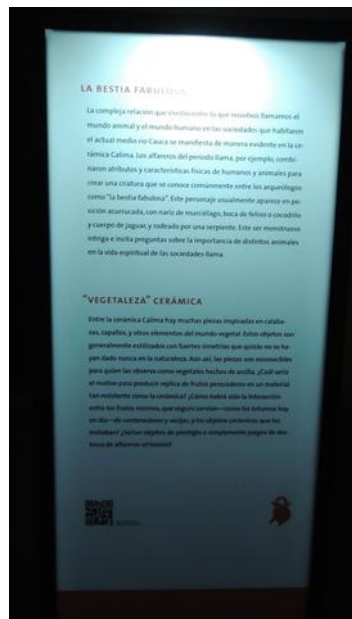 LA BESTIA FABULOSA
La compleja relación que existió entre lo que nosotros llamamos el
mundo animal y el mundo humano en las sociedades que habitaron
el actual medio río Cauca se manifiesta de manera evidente en la ce-
rámica Calima. Los alfareros del período Ilama, por ejemplo, combi-
naron atributos y características físicas de humanos y animales para
crear una criatura que se conoce comúnmente entre los arqueólogos
como "la bestia fabulosa". Este personaje usualmente aparece en po-
sición acurrucada, con nariz de murciélago, boca de felino o cocodrilo
y cuerpo de jaguar, y rodeado por una serpiente. Este ser monstruoso
intriga e incita preguntas sobre la importancia de distintos animales
en la vida espiritual de las sociedades Ilama.
"VEGETALEZA" CERÁMICA
Entre la cerámica Calima hay muchas piezas inspiradas en calaba-
zas, zapallos, y otros elementos del mundo vegetal. Estos objetos son
generalmente estilizados con fuertes simetrías que quizás no se ha-
yan dado nunca en la naturaleza. Aún así, las piezas son reconocibles
para quien las observa como vegetales hechos de arcilla. ¿Cuál sería
el motivo para producir réplica de frutos perecederos en un material
tan resistente como la cerámica? ¿Cómo habrá sido la interacción
entre los frutos mismos, que seguro servían—como los totumos hoy
en día—de contenedores y vasijas, y los objetos cerámicos que los
imitaban? ¿Serían objetos de prestigio o simplemente juegos de des-
treza de alfareros virtuosos?